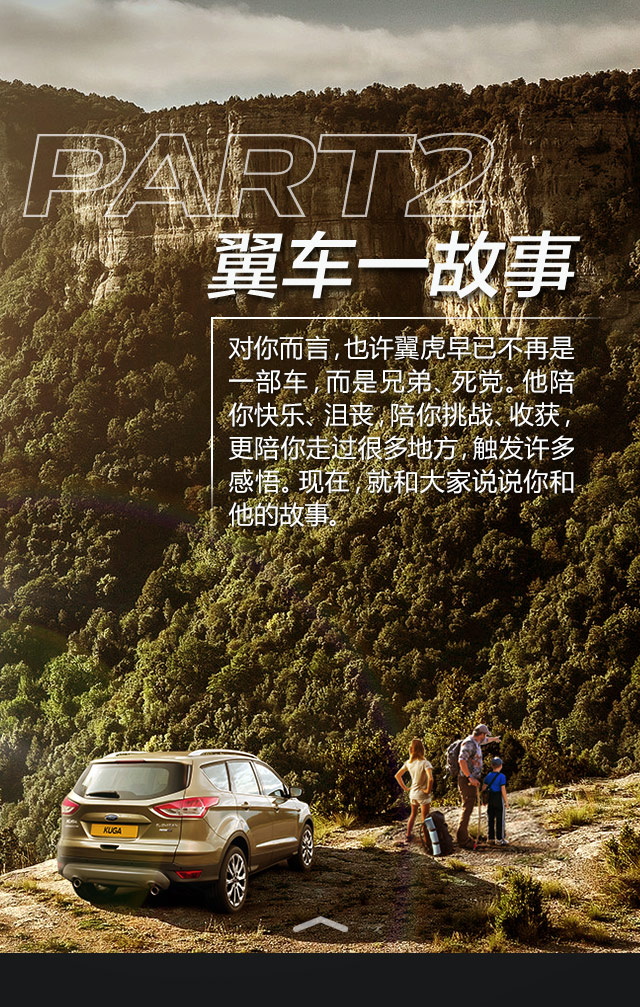 PART2
翼车一故事
对你而言,也许翼虎早已不再是
一部车,而是兄弟、死党。他陪
你快乐、沮丧,陪你挑战、收获,
更陪你走过很多地方,触发许多
感悟。现在,就和大家说说你和
他的故事。
KUGA